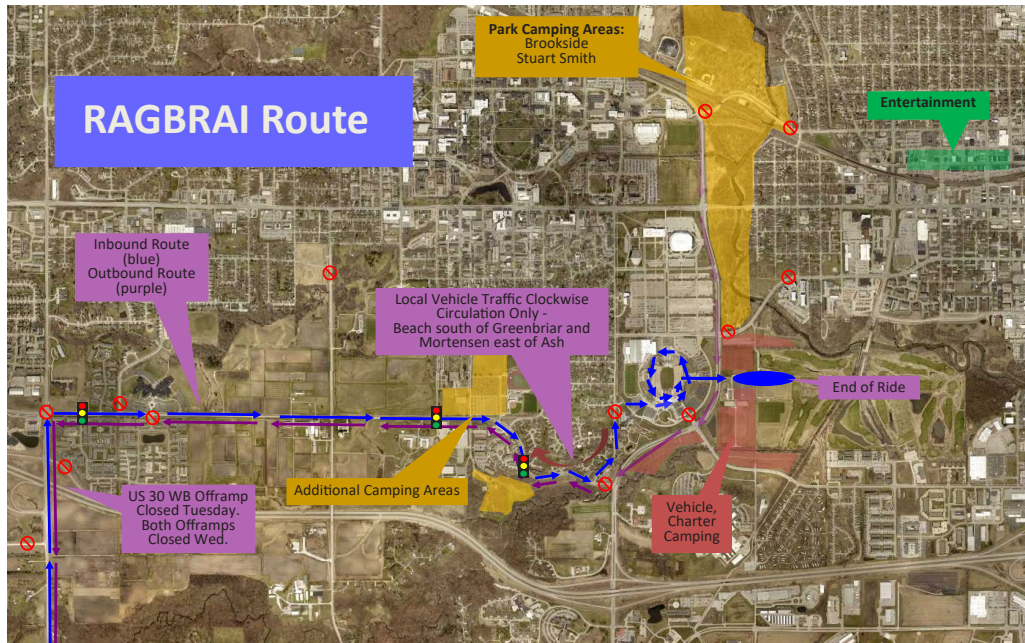 Park Camping Areas:
Brookside
Stuart Smith
RAGBRAI Route
Entertainment
Inbound Route
(blue)
Outbound Route
(purple)
Local Vehicle Traffic Clockwise
Circulation Only -
Beach south of Greenbriar and
Mortensen east of Ash
End of Ride
US 30 WB Offramp
Closed Tuesday.
Both Offramps
Closed Wed.
Additional Camping Areas
Vehicle,
Charter
Camping